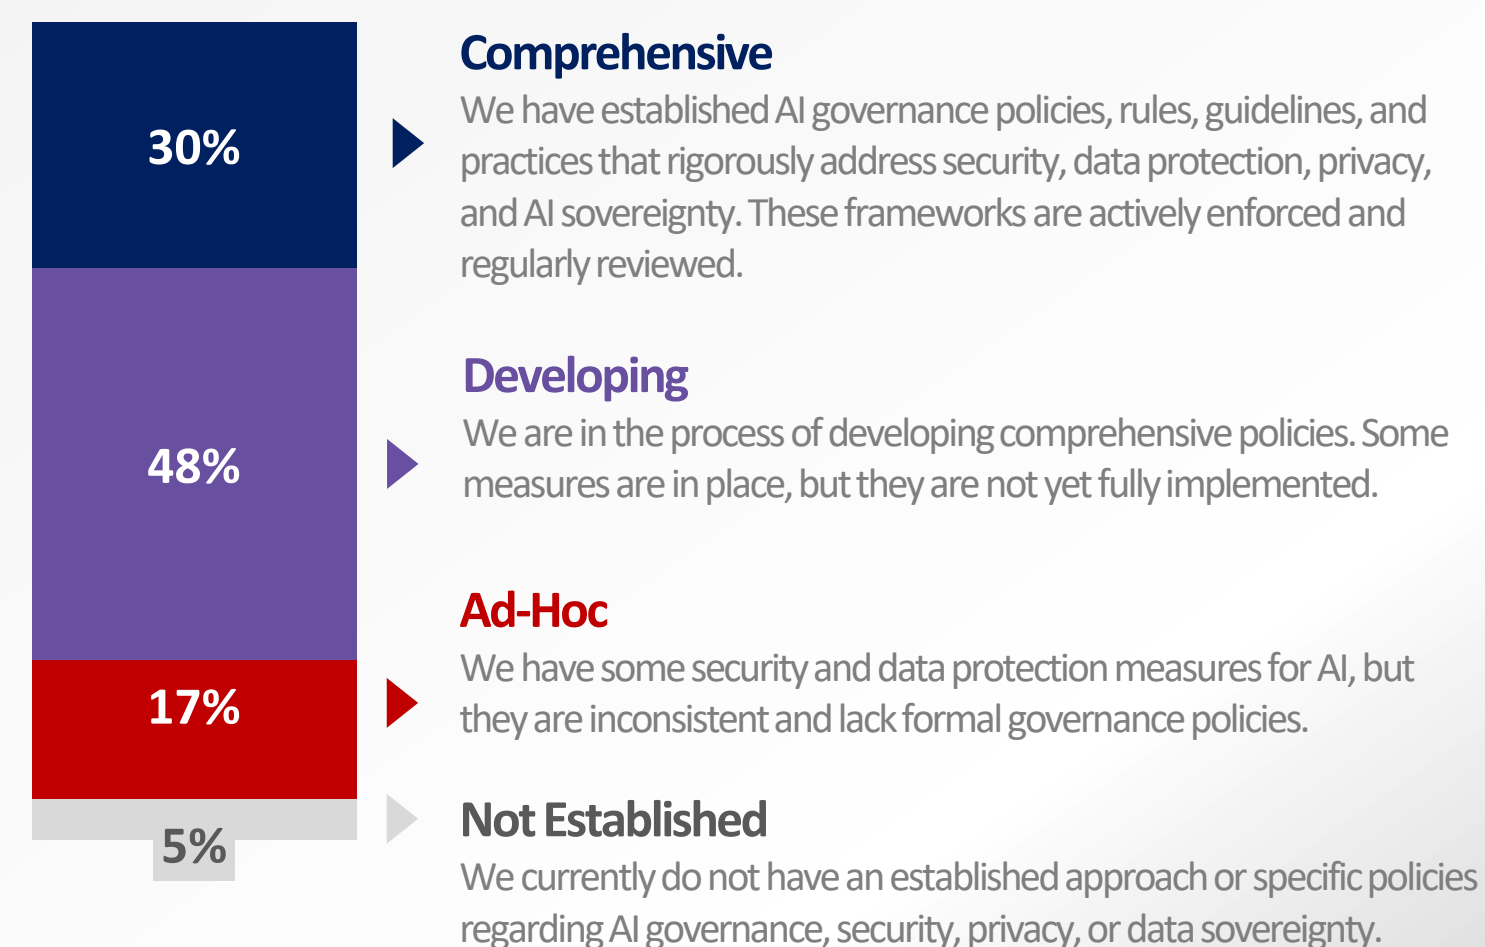 30%
Comprehensive
We have established AI governance policies, rules, guidelines, and
practices that rigorously address security, data protection, privacy,
and AI sovereignty. These frameworks are actively enforced and
regularly reviewed.
48%
Developing
We are in the process of developing comprehensive policies. Some
measures are in place, but they are not yet fully implemented.
17%
Ad-Hoc
We have some security and data protection measures for AI, but
they are inconsistent and lack formal governance policies.
5%
Not Established
We currently do not have an established approach or specific policies
regarding AI governance, security, privacy, or data sovereignty.